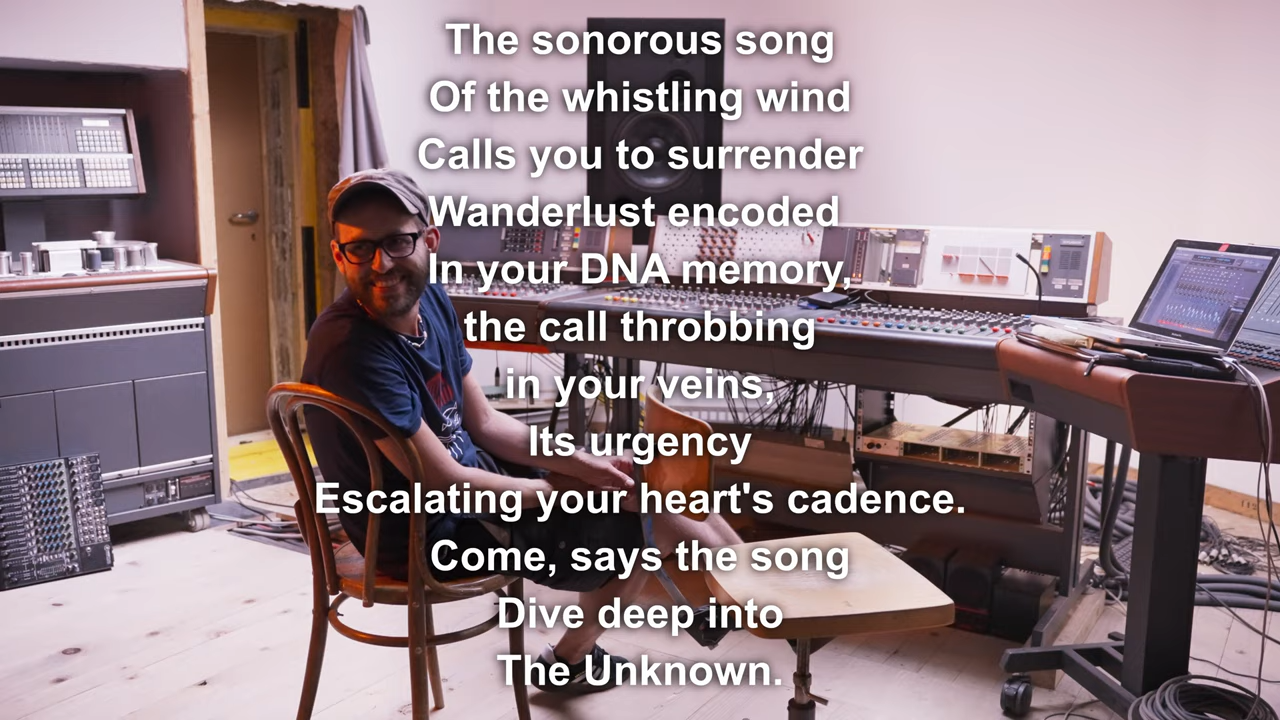 The sonorous song
Of the whistling wind
Calls you to surrender
Wanderlust encoded
In your DNA memory,
the call throbbing
in your veins,
Its urgency
Escalating your heart's cadence.
Come, says the song
Dive deep into
The Unknown.